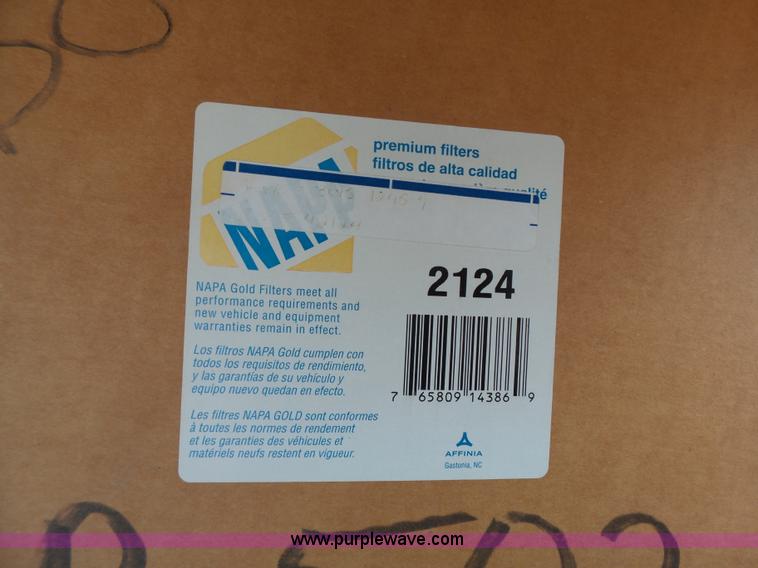 premium filters
filtros de alta calidad
NAPA
2124
NAPA Gold Filters meet all
performance requirements and
new vehicle and equipment
warranties remain in effect.
Los filtros NAPA Gold cumplen con
todos los requisitos de rendimiento,
y las garantías de su vehículo y
equipo nuevo quedan en efecto.
Les filtres NAPA GOLD sont conformes
à toutes les normes de rendement
et les garanties des véhicules et
matériels neufs restent en vigueur.
7 65809 14386 9
AFFINIA
Gastonia, NC
www.purplewave.com